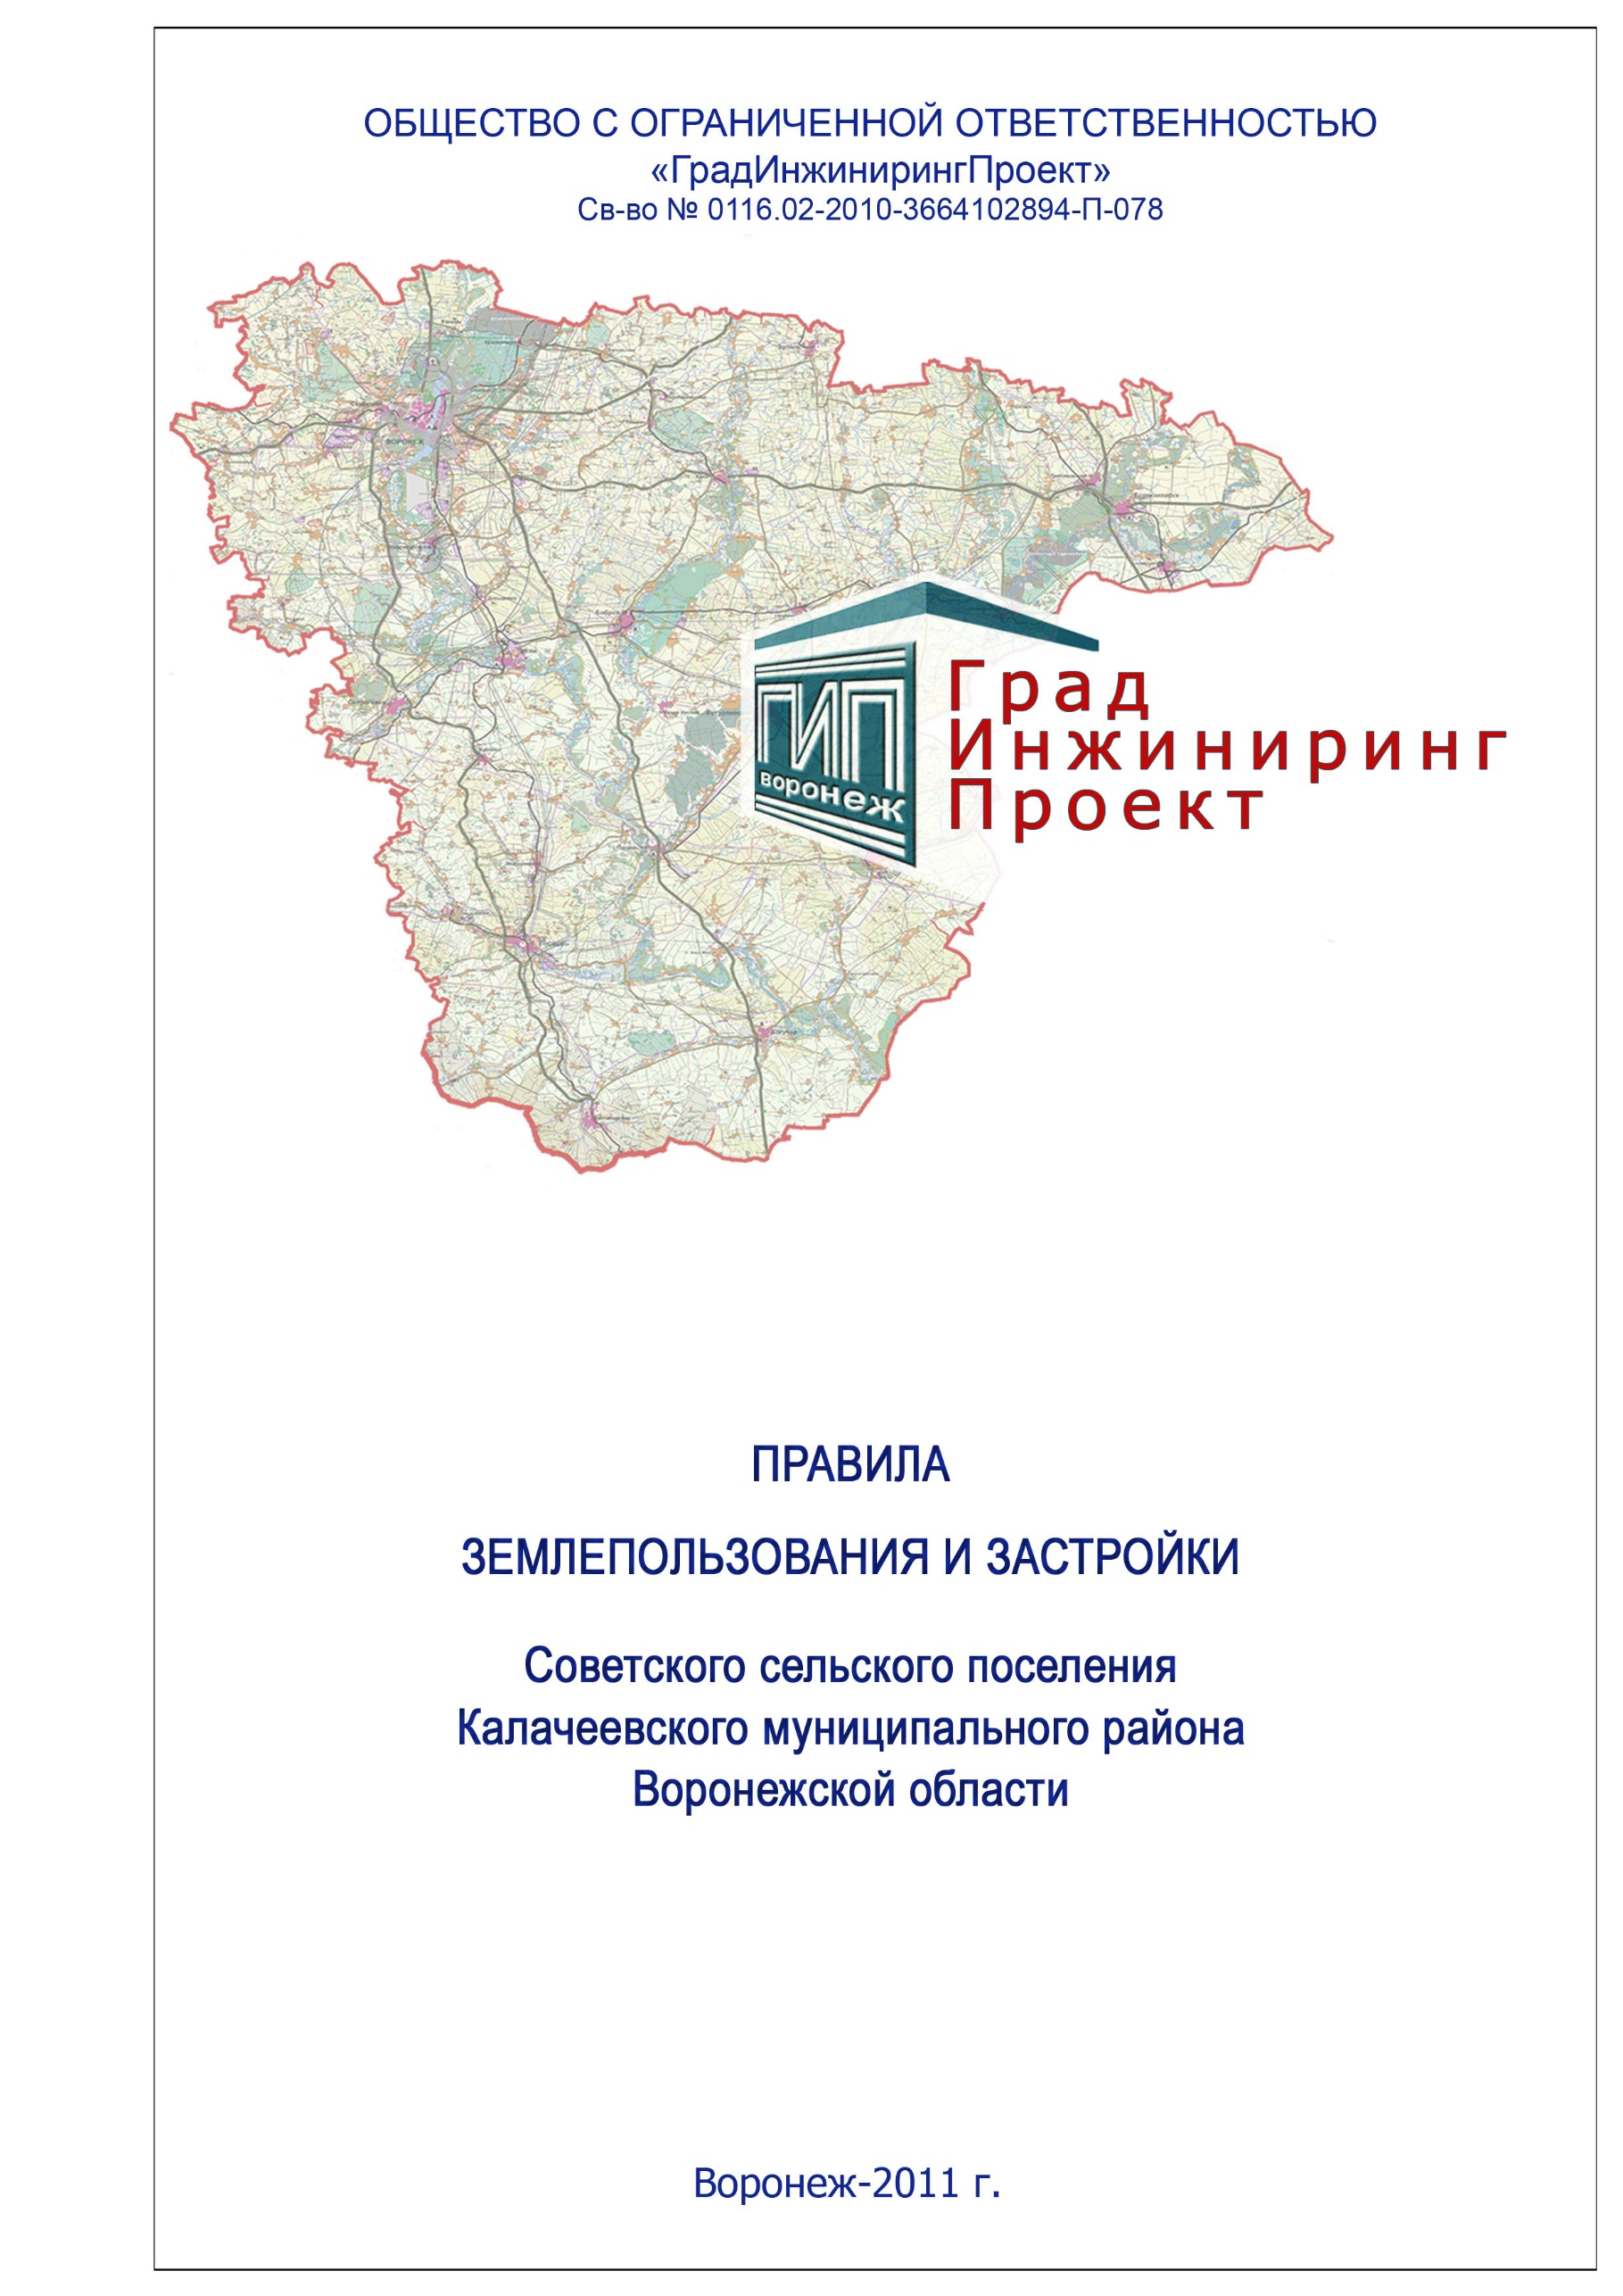 ОБЩЕСТВО С ОГРАНИЧЕННОЙ ОТВЕТСТВЕННОСТЬЮ
«ГрадИнжинирингПроект»
Св-во № 0116.02-2010-3664102894-П-078
ВОРОНЕЖ
ГИП
воронеж
Град
Инжиниринг
Проект
ПРАВИЛА
ЗЕМЛЕПОЛЬЗОВАНИЯ И ЗАСТРОЙКИ
Советского сельского поселения
Калачеевского муниципального района
Воронежской области
Воронеж-2011 г.